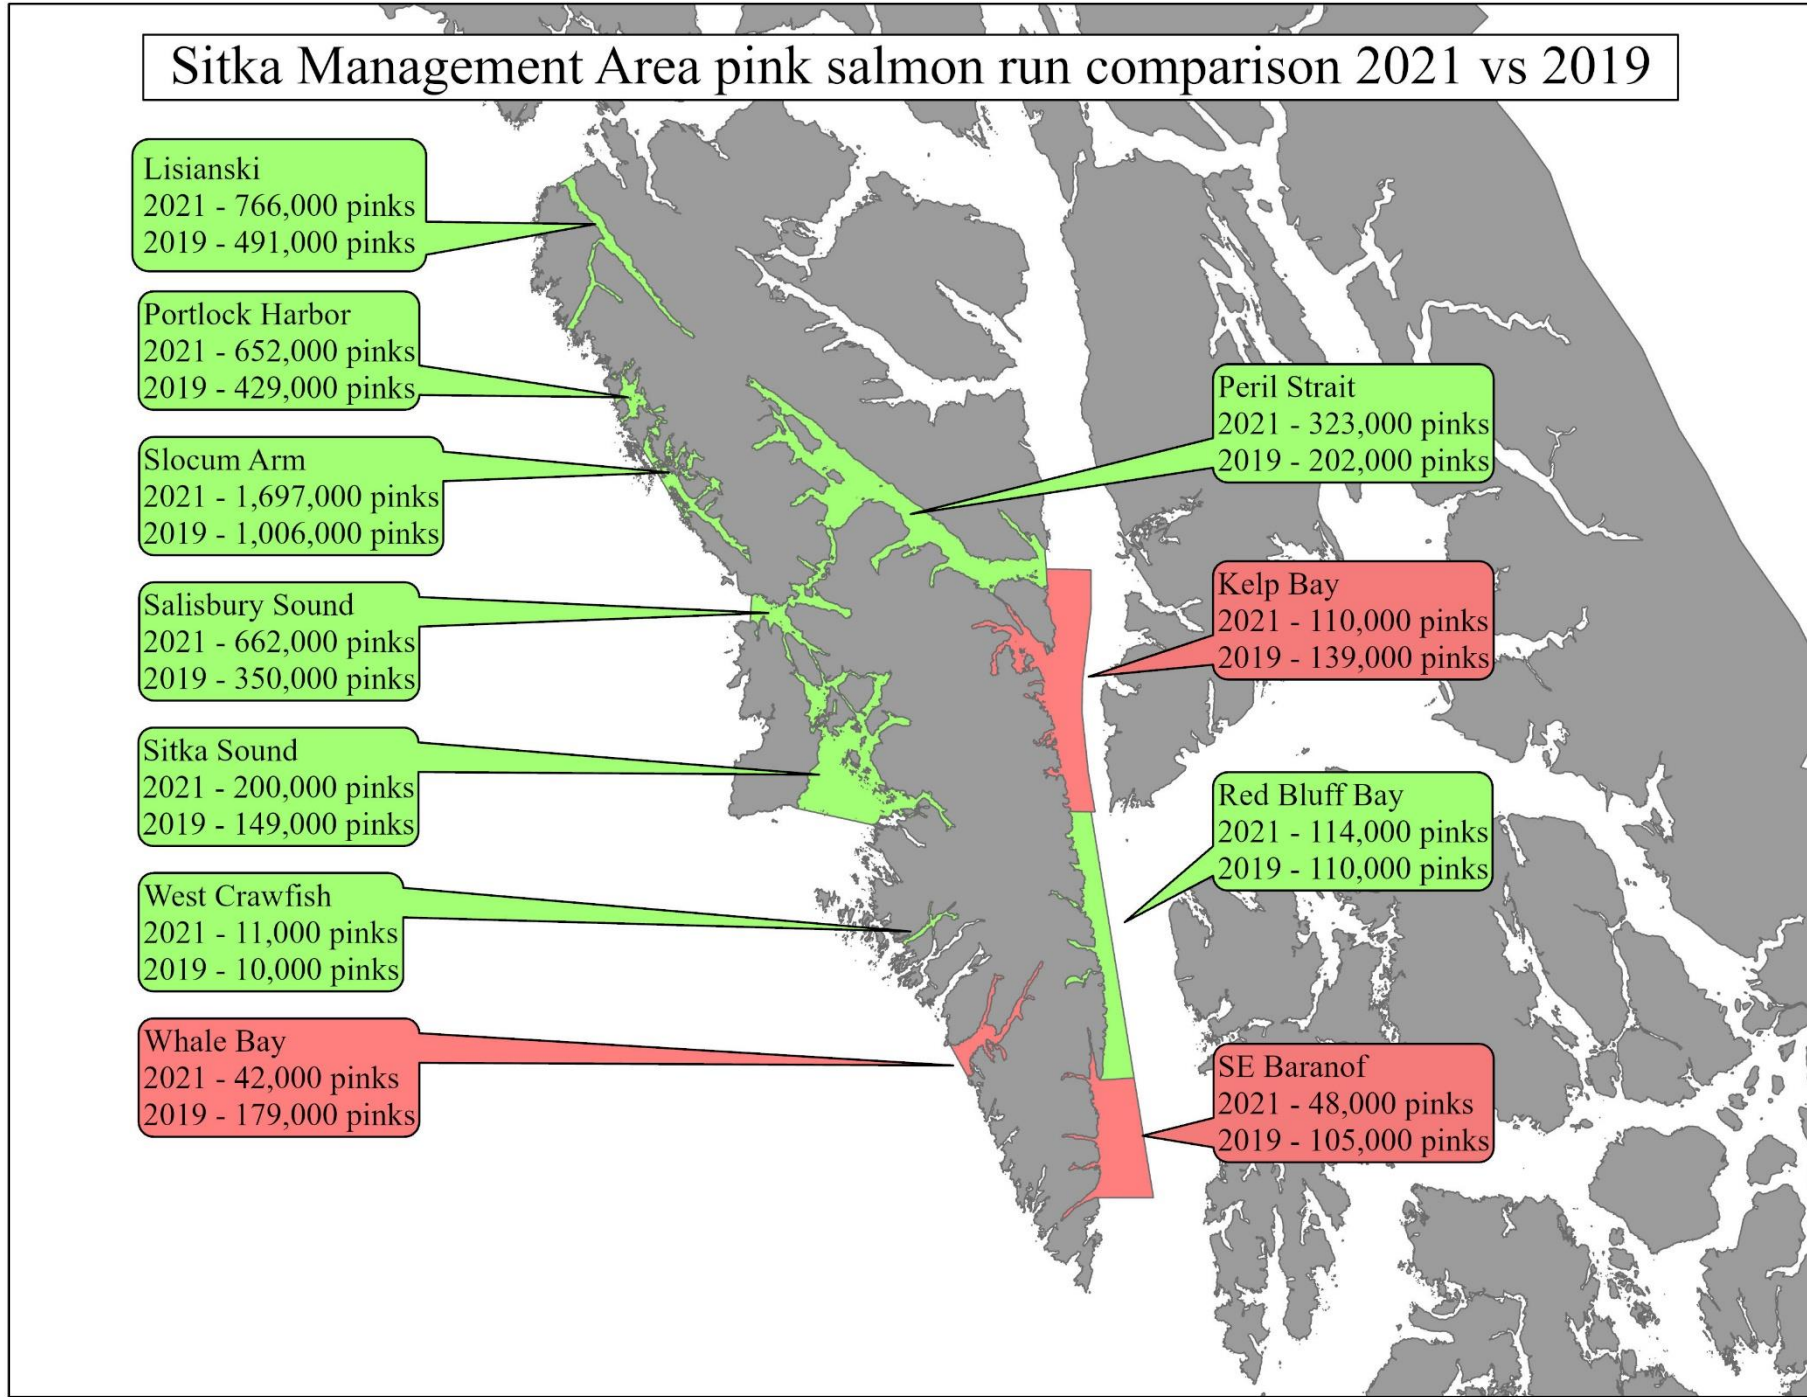 Sitka Management Area pink salmon run comparison 2021 vs 2019
Lisianski
2021 - 766,000 pinks
2019 - 491,000 pinks
Portlock Harbor
2021 - 652,000 pinks
2019 - 429,000 pinks
Slocum Arm
2021 - 1,697,000 pinks
2019 - 1,006,000 pinks
Salisbury Sound
2021 - 662,000 pinks
2019 - 350,000 pinks
Sitka Sound
2021 - 200,000 pinks
2019 - 149,000 pinks
West Crawfish
2021 - 11,000 pinks
2019 - 10,000 pinks
Whale Bay
2021 - 42,000 pinks
2019 - 179,000 pinks
Peril Strait
2021 - 323,000 pinks
2019 - 202,000 pinks
Kelp Bay
2021 - 110,000 pinks
2019 - 139,000 pinks
Red Bluff Bay
2021 - 114,000 pinks
2019 - 110,000 pinks
SE Baranof
2021 - 48,000 pinks
2019 - 105,000 pinks